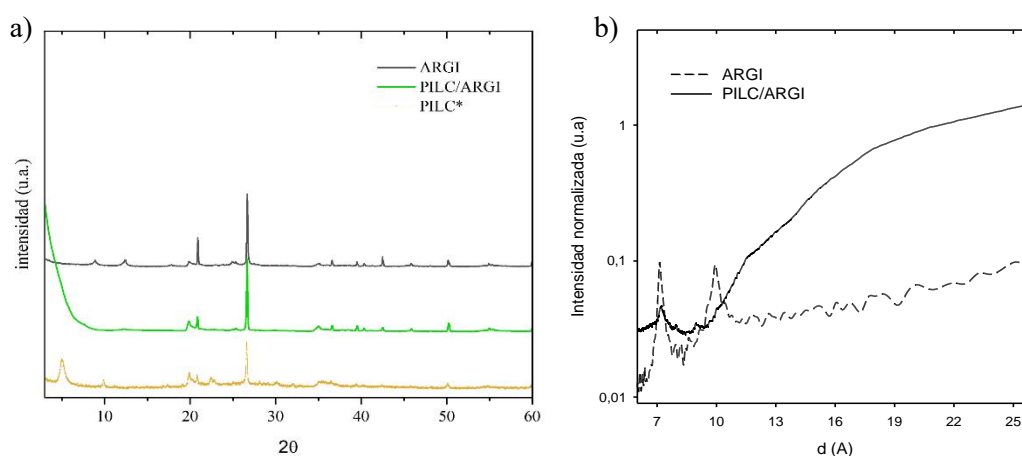 a)
ARGI
PILC/ARGI
PILC*
intensidad (u.a.)
10 20 30 40 50 60
2θ
b)
ARGI
PILC/ARGI
Intensidad normalizada (u.a)
1
0,1
0,01
7 10 13 16 19 22 25
d (A)